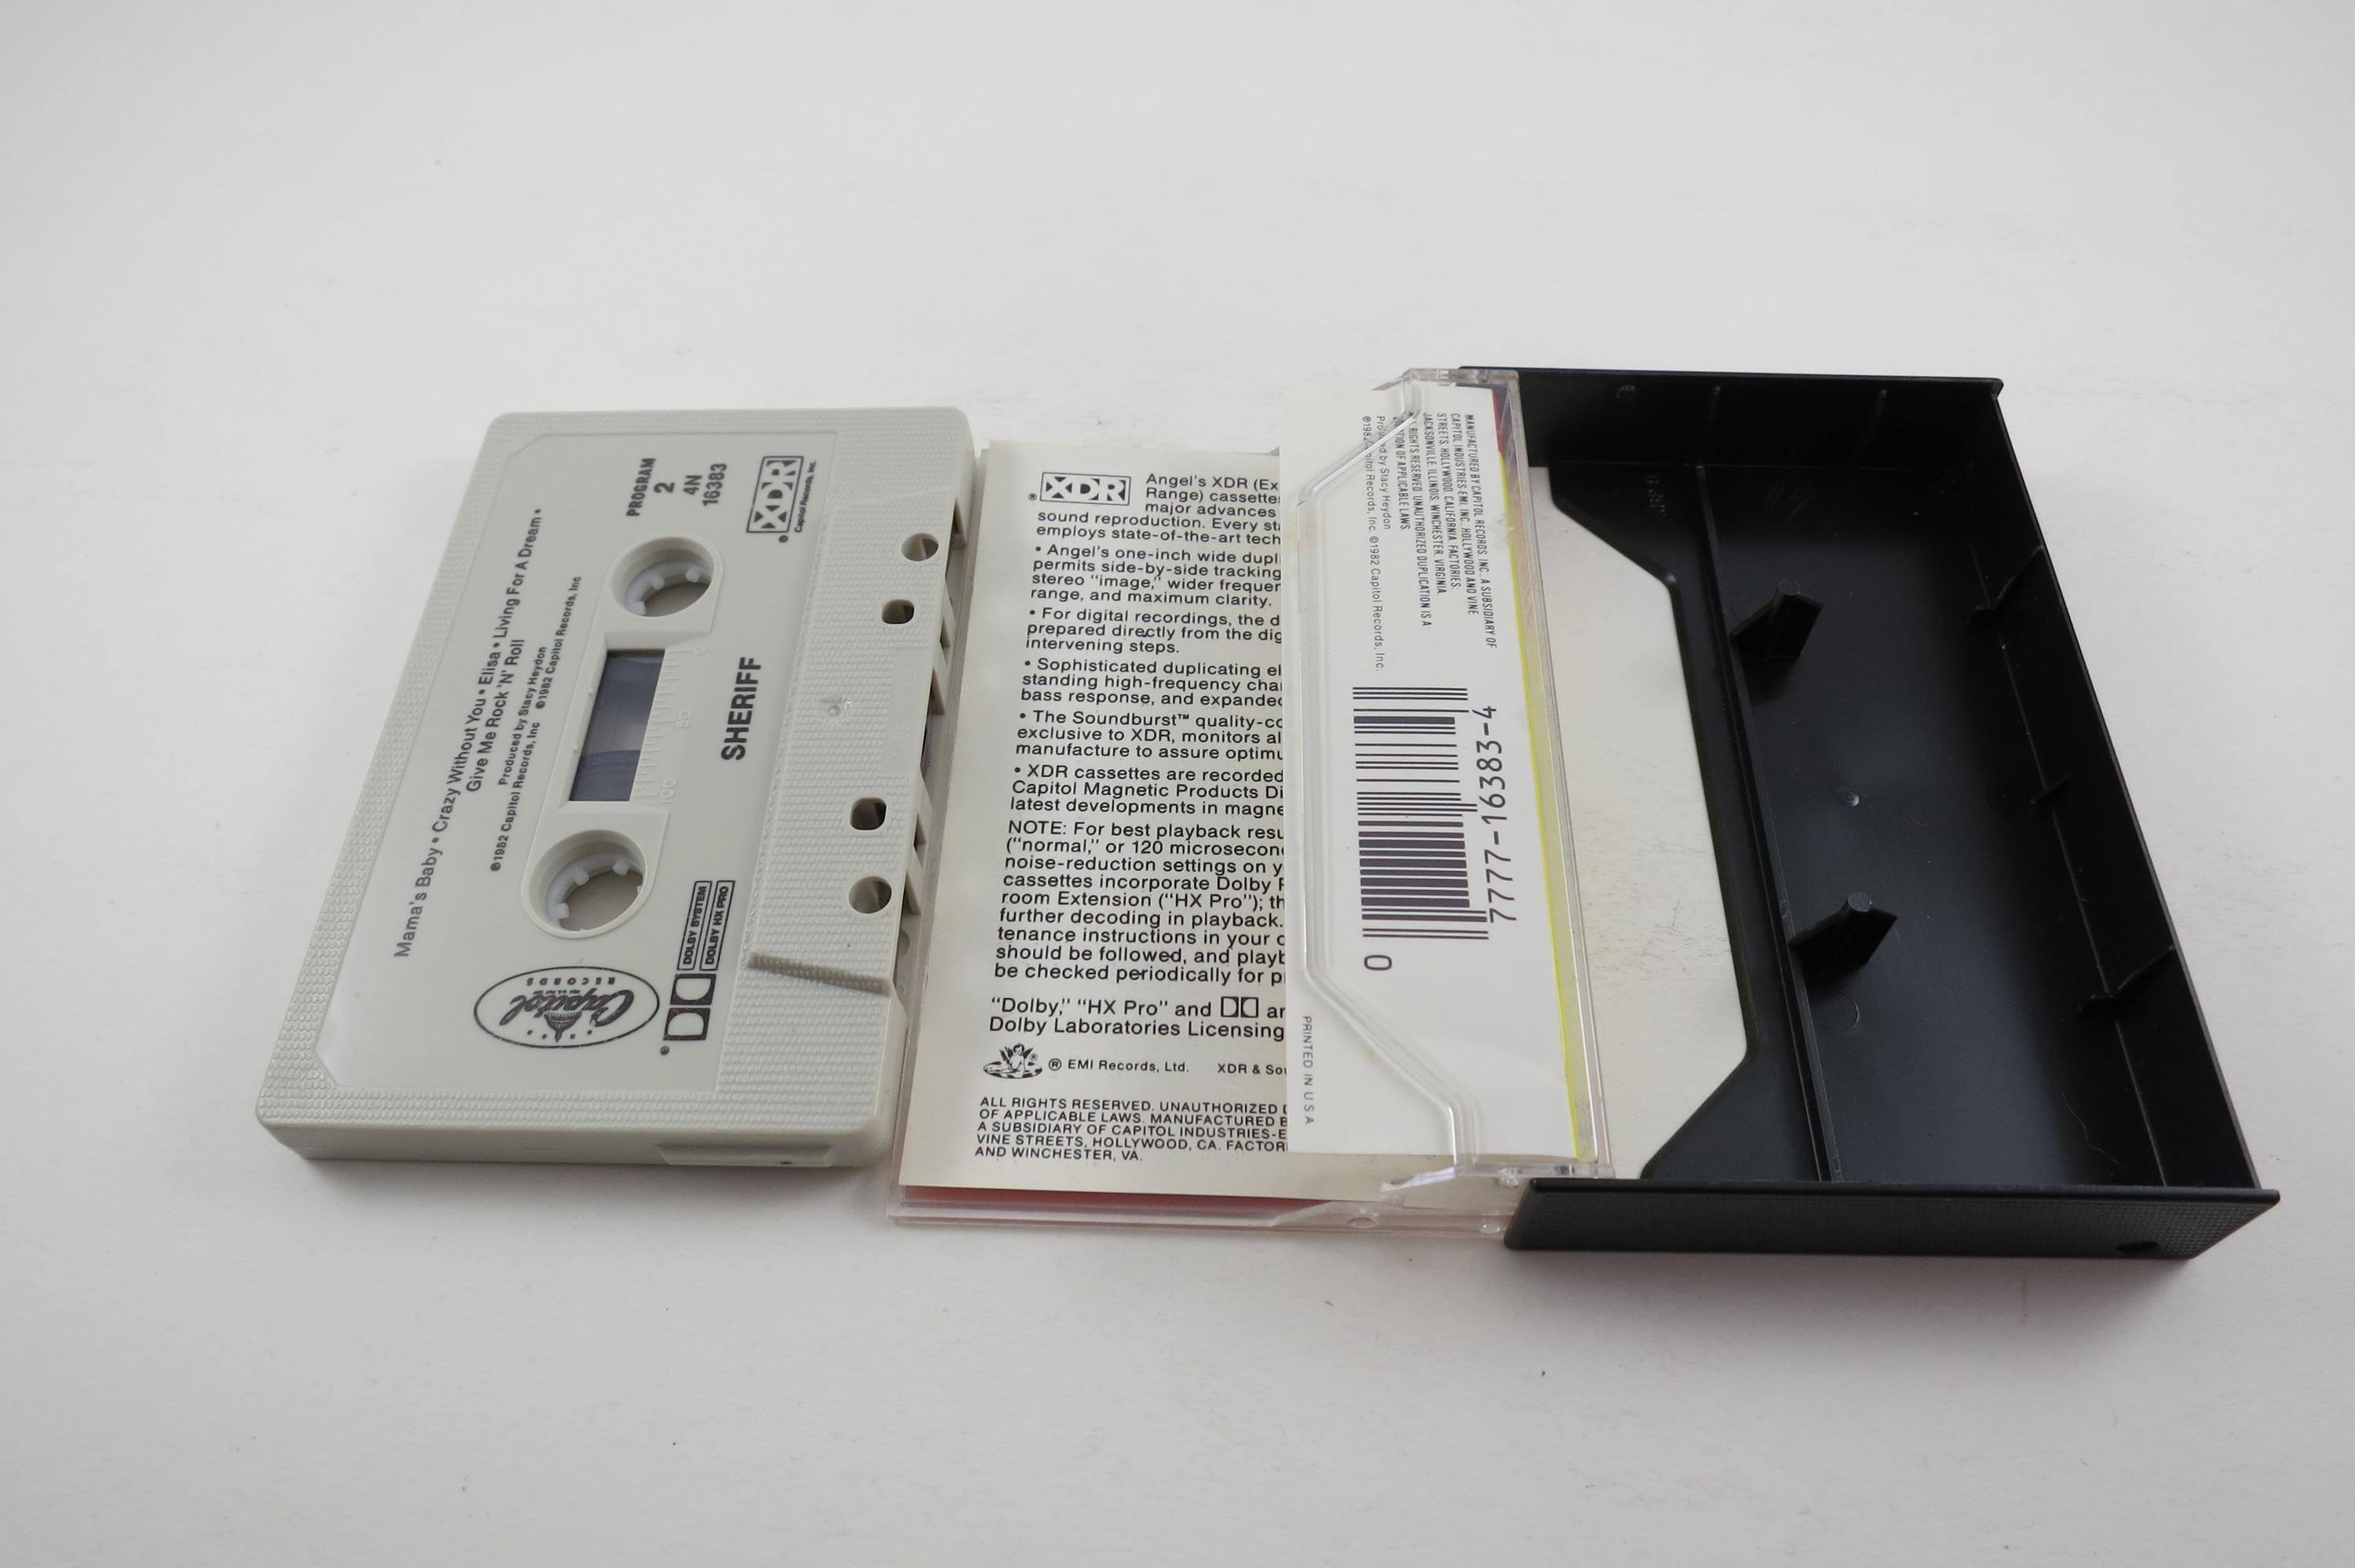 Mama's Baby • Crazy Without You • Elisa • Living For A Dream •
Give Me Rock 'N' Roll
Produced by Stacy Heydon
℗1982 Capitol Records, Inc ©1982 Capitol Records, Inc
PROGRAM
2
4N
16383
XDR
Capitol Records, Inc.
SHERIFF
0
50
100
DOLBY SYSTEM
DOLBY HX PRO
Capitol
RECORDS
XDR
Angel's XDR (Ex
Range) cassette
major advances
sound reproduction. Every sta
employs state-of-the-art tech
• Angel's one-inch wide dupl
permits side-by-side tracking
stereo "image," wider frequen
range, and maximum clarity.
• For digital recordings, the d
prepared directly from the dig
intervening steps.
• Sophisticated duplicating el
standing high-frequency cha
bass response, and expanded
• The Soundburst™ quality-co
exclusive to XDR, monitors al
manufacture to assure optimu
• XDR cassettes are recorded
Capitol Magnetic Products Di
latest developments in magne
NOTE: For best playback resu
("normal," or 120 microsecon
noise-reduction settings on y
cassettes incorporate Dolby
room Extension ("HX Pro"); th
further decoding in playback.
tenance instructions in your c
should be followed, and playb
be checked periodically for p
"Dolby," "HX Pro" and ar
Dolby Laboratories Licensing
® EMI Records, Ltd. XDR & Sou
ALL RIGHTS RESERVED. UNAUTHORIZED
OF APPLICABLE LAWS. MANUFACTURED B
A SUBSIDIARY OF CAPITOL INDUSTRIES-E
VINE STREETS, HOLLYWOOD, CA. FACTOR
AND WINCHESTER, VA.
MANUFACTURED BY CAPITOL RECORDS, INC. A SUBSIDIARY OF
CAPITOL INDUSTRIES-EMI, INC. HOLLYWOOD AND VINE
STREETS, HOLLYWOOD, CALIFORNIA. FACTORIES:
JACKSONVILLE, ILLINOIS. WINCHESTER, VIRGINIA.
ALL RIGHTS RESERVED. UNAUTHORIZED DUPLICATION IS A
VIOLATION OF APPLICABLE LAWS.
Produced by Stacy Heydon
℗1982 Capitol Records, Inc. ©1982 Capitol Records, Inc.
7777-16383-4
0
PRINTED IN U S A